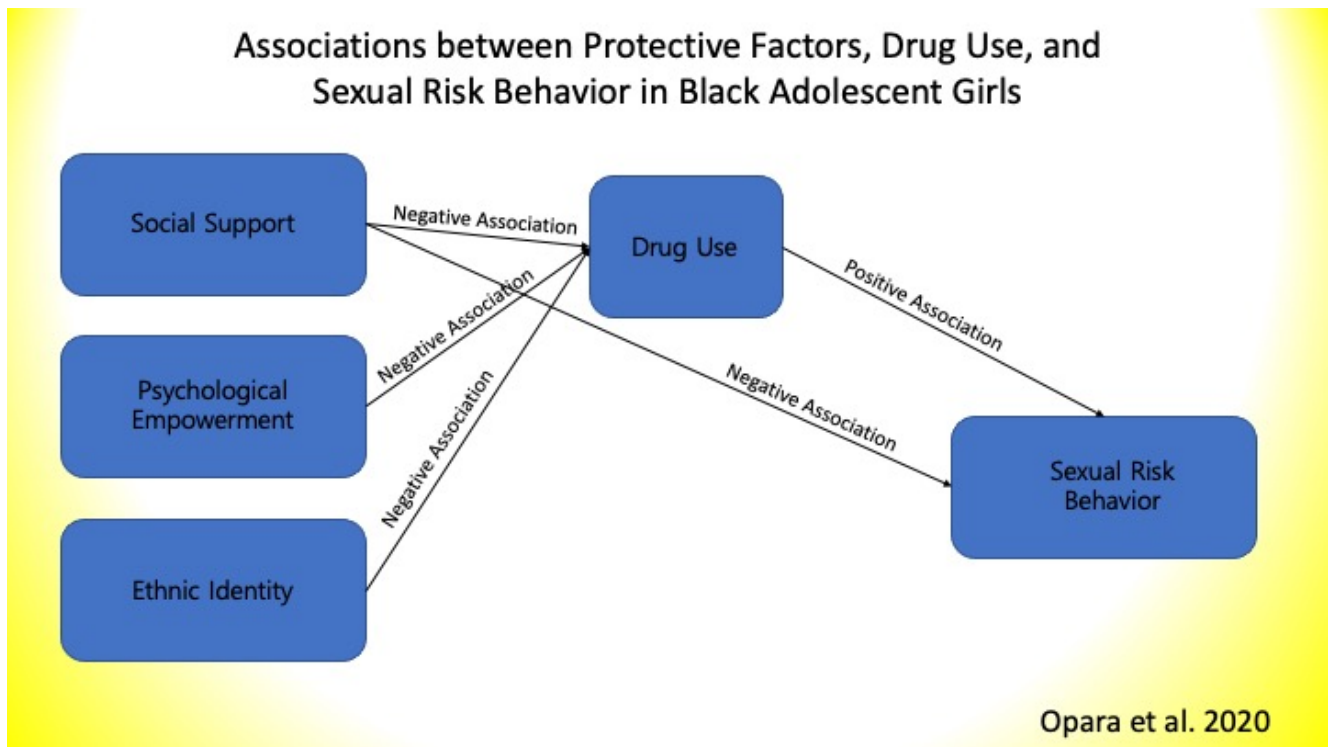 Associations between Protective Factors, Drug Use, and
Sexual Risk Behavior in Black Adolescent Girls
Social Support
Negative Association
Drug Use
Positive Association
Negative Association
Psychological
Empowerment
Negative Association
Negative Association
Sexual Risk
Behavior
Ethnic Identity
Opara et al. 2020